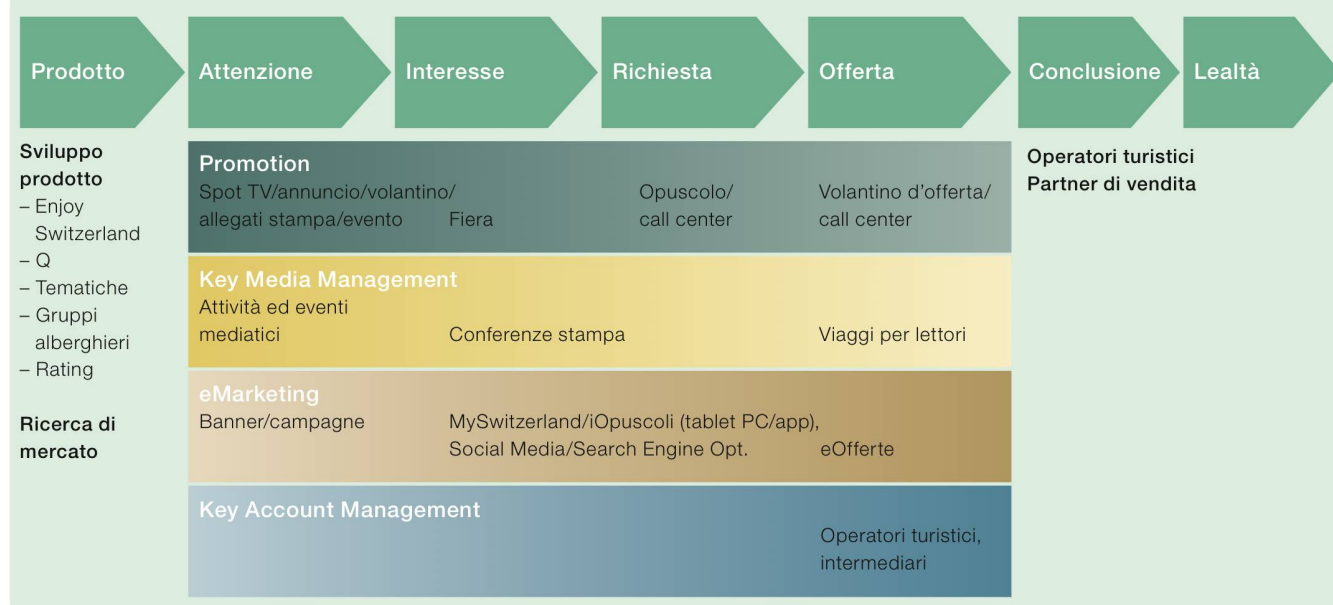 Prodotto
Attenzione
Interesse
Richiesta
Offerta
Conclusione
Lealtà
Sviluppo
prodotto
– Enjoy
Switzerland
– Q
– Tematiche
– Gruppi
alberghieri
– Rating
Ricerca di
mercato
Promotion
Spot TV/annuncio/volantino/
allegati stampa/evento
Fiera
Opuscolo/
call center
Volantino d’offerta/
call center
Key Media Management
Attività ed eventi
mediatici
Conferenze stampa
Viaggi per lettori
eMarketing
Banner/campagne
MySwitzerland/iOpuscoli (tablet PC/app),
Social Media/Search Engine Opt.
eOfferte
Key Account Management
Operatori turistici,
intermediari
Operatori turistici
Partner di vendita